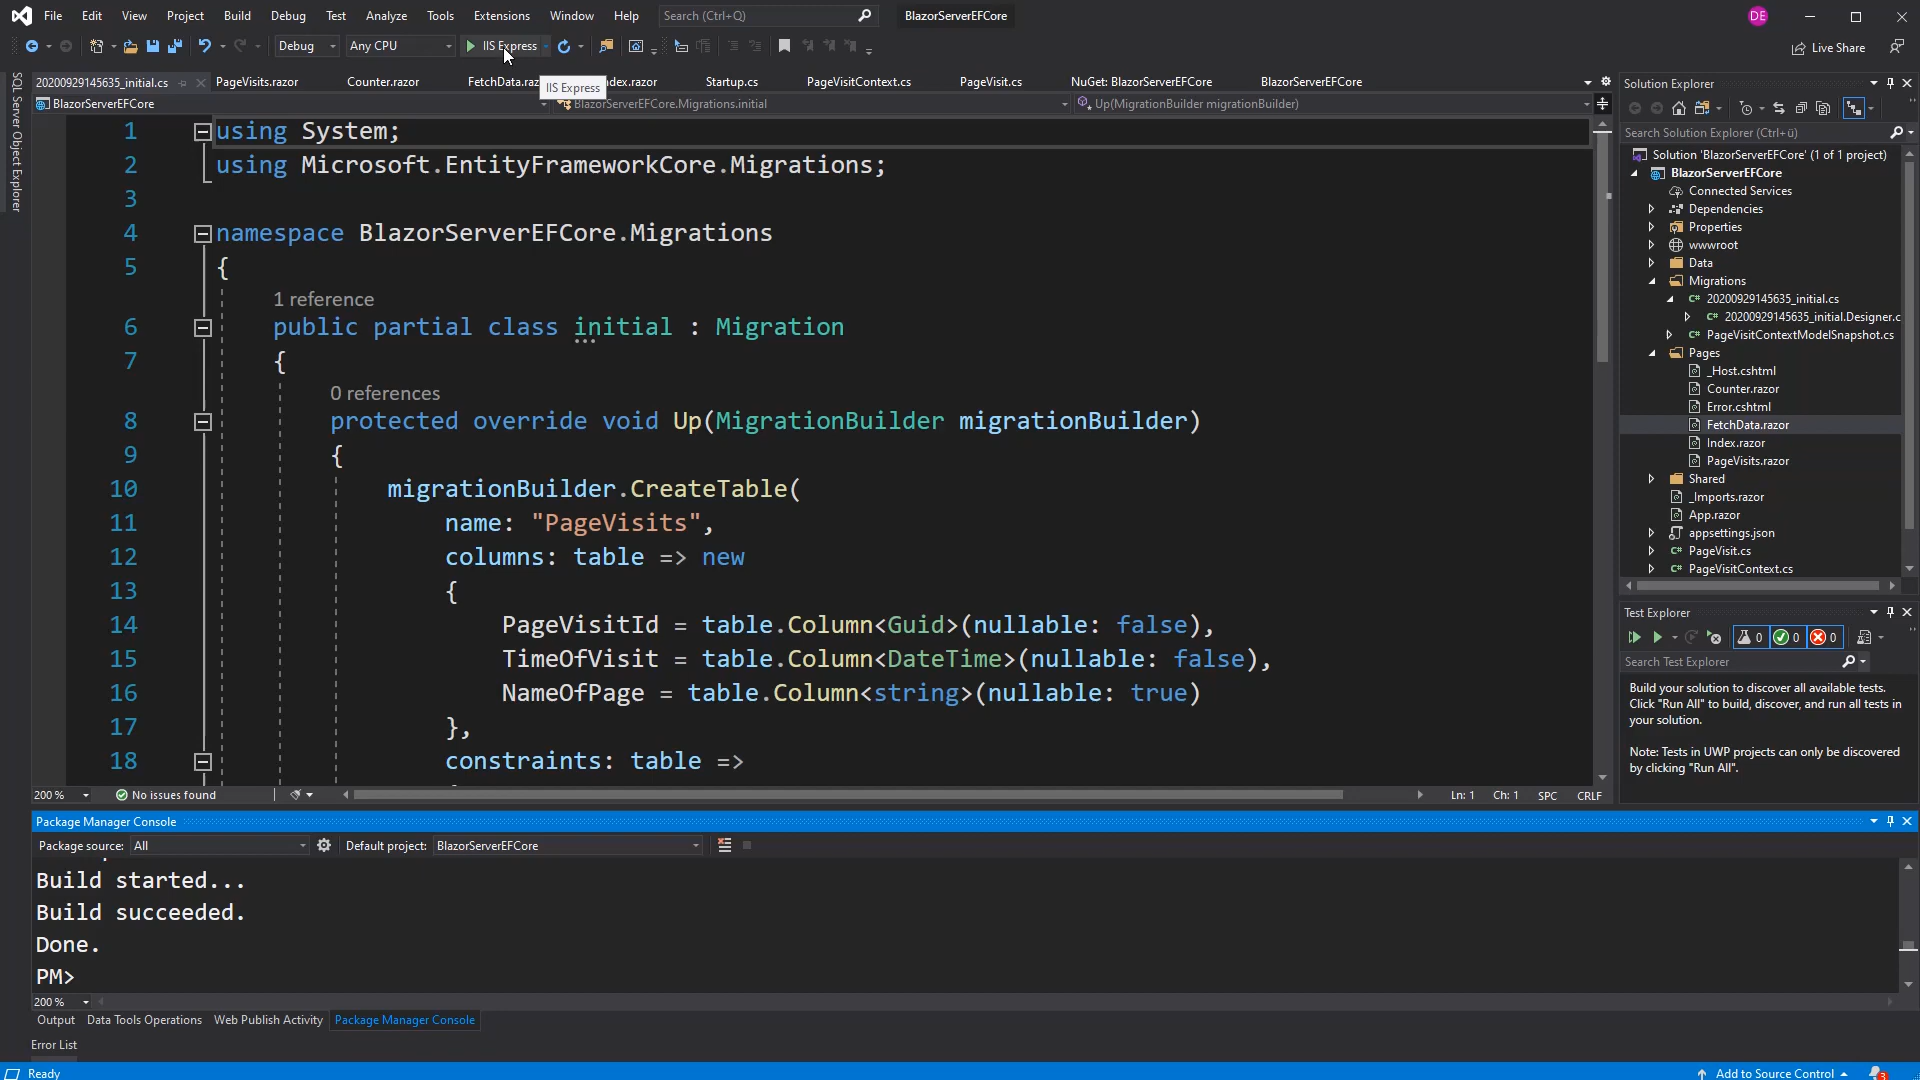 File Edit View Project Build Debug Test Analyze Tools Extensions Window Help Search (Ctrl+Q) BlazorServerEFCore DE
Debug Any CPU IIS Express Live Share
20200929145635_initial.cs PageVisits.razor Counter.razor FetchData.raz dex.razor Startup.cs PageVisitContext.cs PageVisit.cs NuGet: BlazorServerEFCore BlazorServerEFCore
IIS Express
BlazorServerEFCore BlazorServerEFCore.Migrations.initial Up(MigrationBuilder migrationBuilder)
SQL Server Object Explorer
1 using System;
2 using Microsoft.EntityFrameworkCore.Migrations;
3
4 namespace BlazorServerEFCore.Migrations
5 {
1 reference
6 public partial class initial : Migration
7 {
0 references
8 protected override void Up(MigrationBuilder migrationBuilder)
9 {
10 migrationBuilder.CreateTable(
11 name: "PageVisits",
12 columns: table => new
13 {
14 PageVisitId = table.Column<Guid>(nullable: false),
15 TimeOfVisit = table.Column<DateTime>(nullable: false),
16 NameOfPage = table.Column<string>(nullable: true)
17 },
18 constraints: table =>
200 % No issues found Ln: 1 Ch: 1 SPC CRLF
Package Manager Console
Package source: All Default project: BlazorServerEFCore
Build started...
Build succeeded.
Done.
PM>
200 %
Output Data Tools Operations Web Publish Activity Package Manager Console
Error List
Ready Add to Source Control 3
Solution Explorer
Search Solution Explorer (Ctrl+ü)
Solution 'BlazorServerEFCore' (1 of 1 project)
BlazorServerEFCore
Connected Services
Dependencies
Properties
wwwroot
Data
Migrations
C# 20200929145635_initial.cs
C# 20200929145635_initial.Designer.c
C# PageVisitContextModelSnapshot.cs
Pages
_Host.cshtml
Counter.razor
Error.cshtml
FetchData.razor
Index.razor
PageVisits.razor
Shared
_Imports.razor
App.razor
appsettings.json
C# PageVisit.cs
C# PageVisitContext.cs
Test Explorer
0 0 0
Search Test Explorer
Build your solution to discover all available tests.
Click "Run All" to build, discover, and run all tests in
your solution.
Note: Tests in UWP projects can only be discovered
by clicking "Run All".